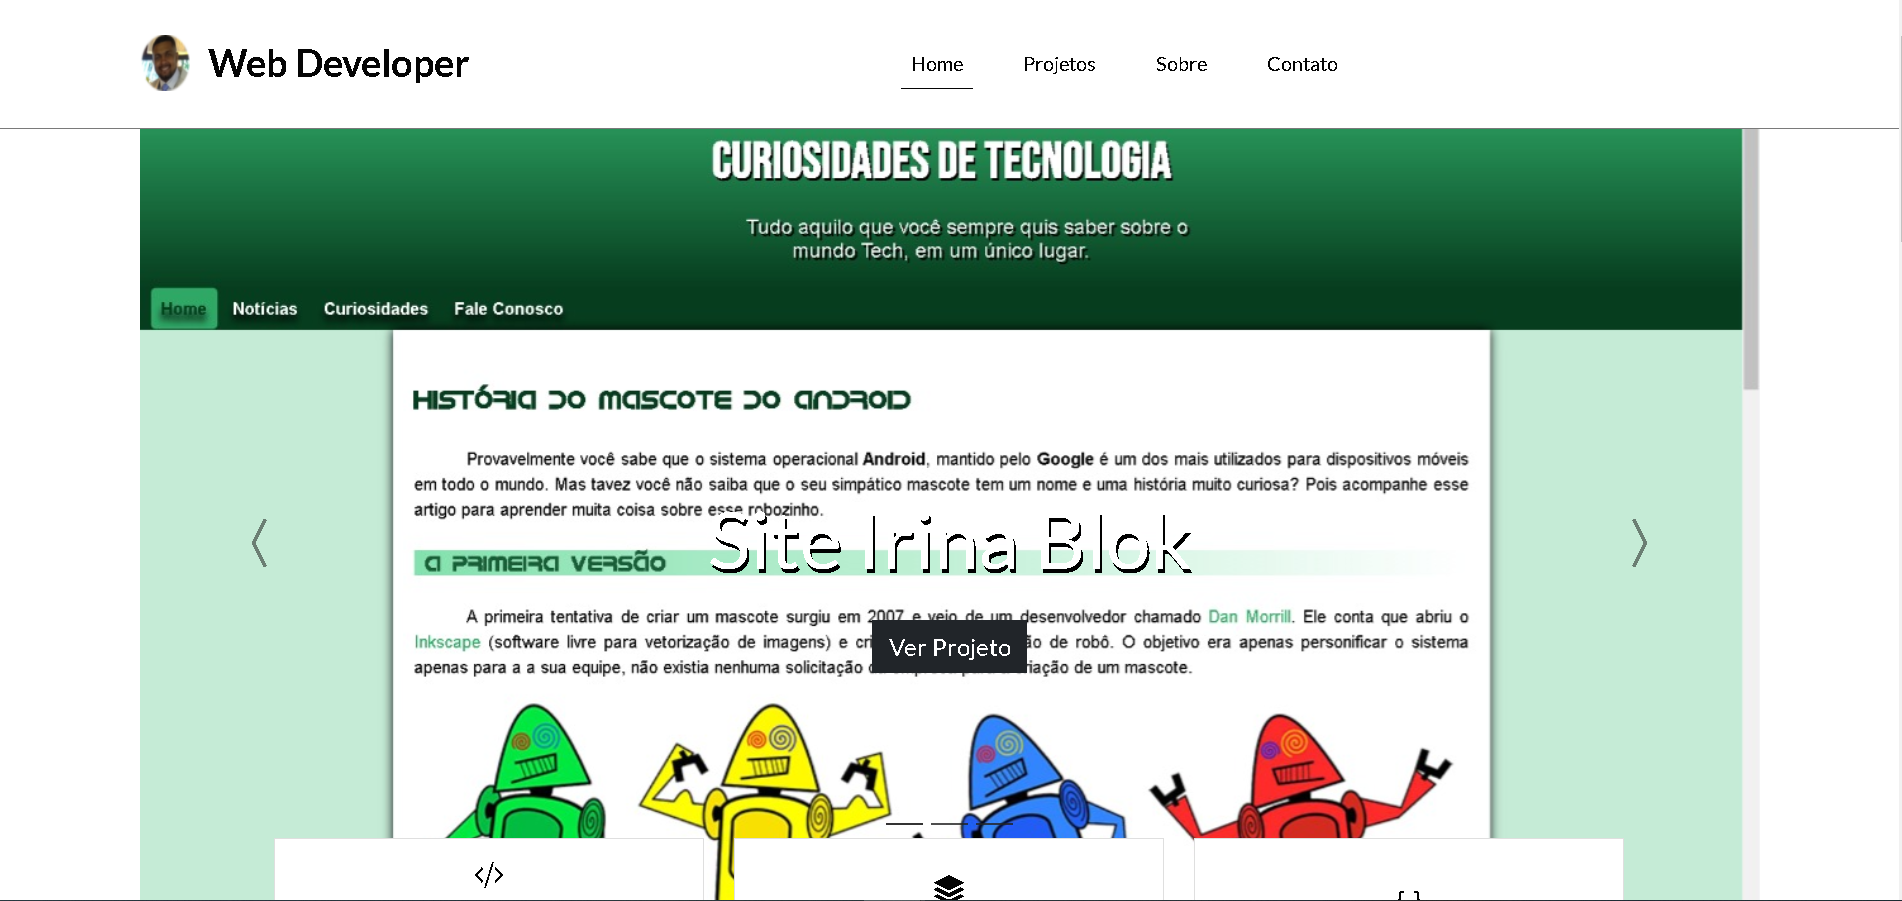 Web Developer
Home Projetos Sobre Contato
CURIOSIDADES DE TECNOLOGIA
Tudo aquilo que você sempre quis saber sobre o
mundo Tech, em um único lugar.
Home Notícias Curiosidades Fale Conosco
HISTÓRIA DO MASCOTE DO ANDROID
Provavelmente você sabe que o sistema operacional Android, mantido pelo Google é um dos mais utilizados para dispositivos móveis
em todo o mundo. Mas tavez você não saiba que o seu simpático mascote tem um nome e uma história muito curiosa? Pois acompanhe esse
artigo para aprender muita coisa sobre esse robozinho.
Site Irina Blok
A PRIMEIRA VERSÃO
A primeira tentativa de criar um mascote surgiu em 2007 e veio de um desenvolvedor chamado Dan Morrill. Ele conta que abriu o
Inkscape (software livre para vetorização de imagens) e de robô. O objetivo era apenas personificar o sistema
Ver Projeto
apenas para a a sua equipe, não existia nenhuma solicitação de um mascote.